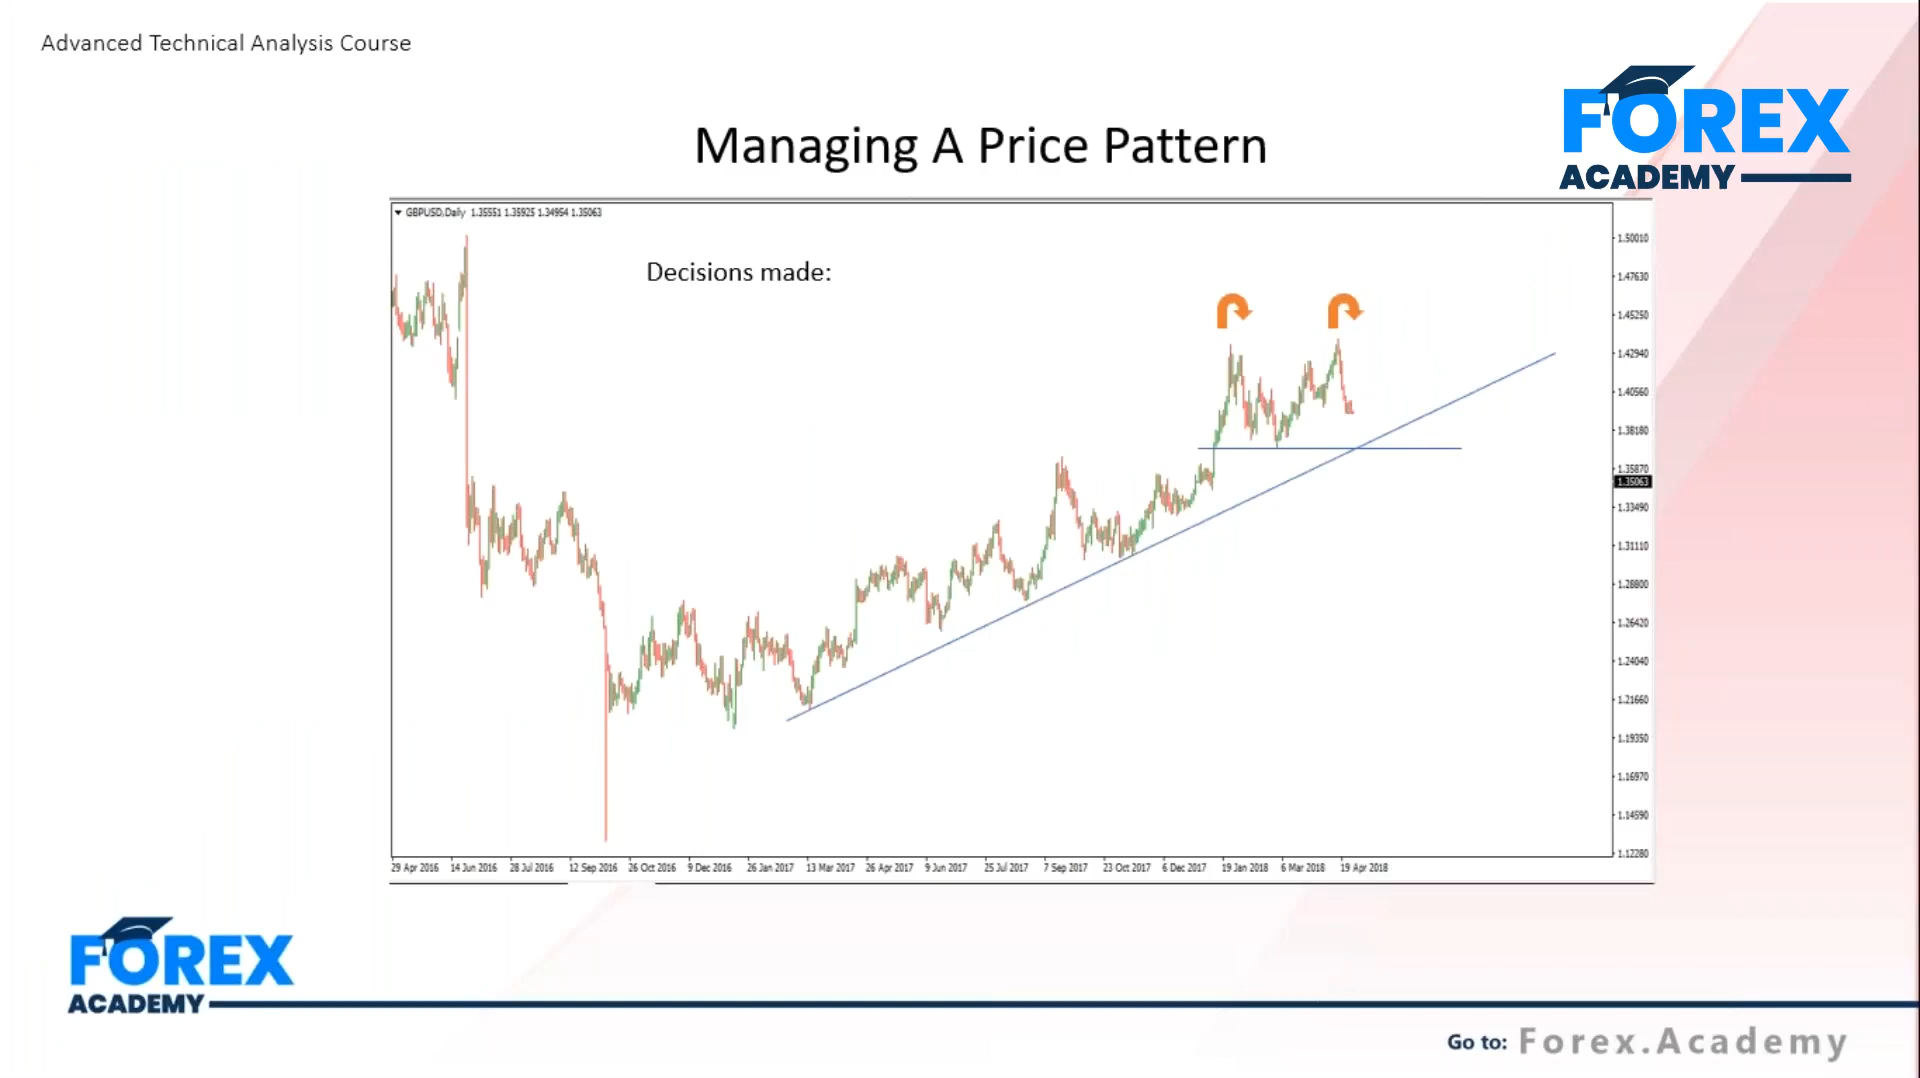 Advanced Technical Analysis Course
FOREX
ACADEMY
Managing A Price Pattern
GBPUSD,Daily 1.35551 1.35925 1.34954 1.35063
Decisions made:
1.50010
1.47630
1.45250
1.42940
1.40560
1.38180
1.35870
1.35063
1.33490
1.31110
1.28800
1.26420
1.24040
1.21660
1.19350
1.16970
1.14590
1.12280
29 Apr 2016 14 Jun 2016 28 Jul 2016 12 Sep 2016 26 Oct 2016 9 Dec 2016 26 Jan 2017 13 Mar 2017 26 Apr 2017 9 Jun 2017 25 Jul 2017 7 Sep 2017 23 Oct 2017 6 Dec 2017 19 Jan 2018 6 Mar 2018 19 Apr 2018
FOREX
ACADEMY
Go to: Forex.Academy